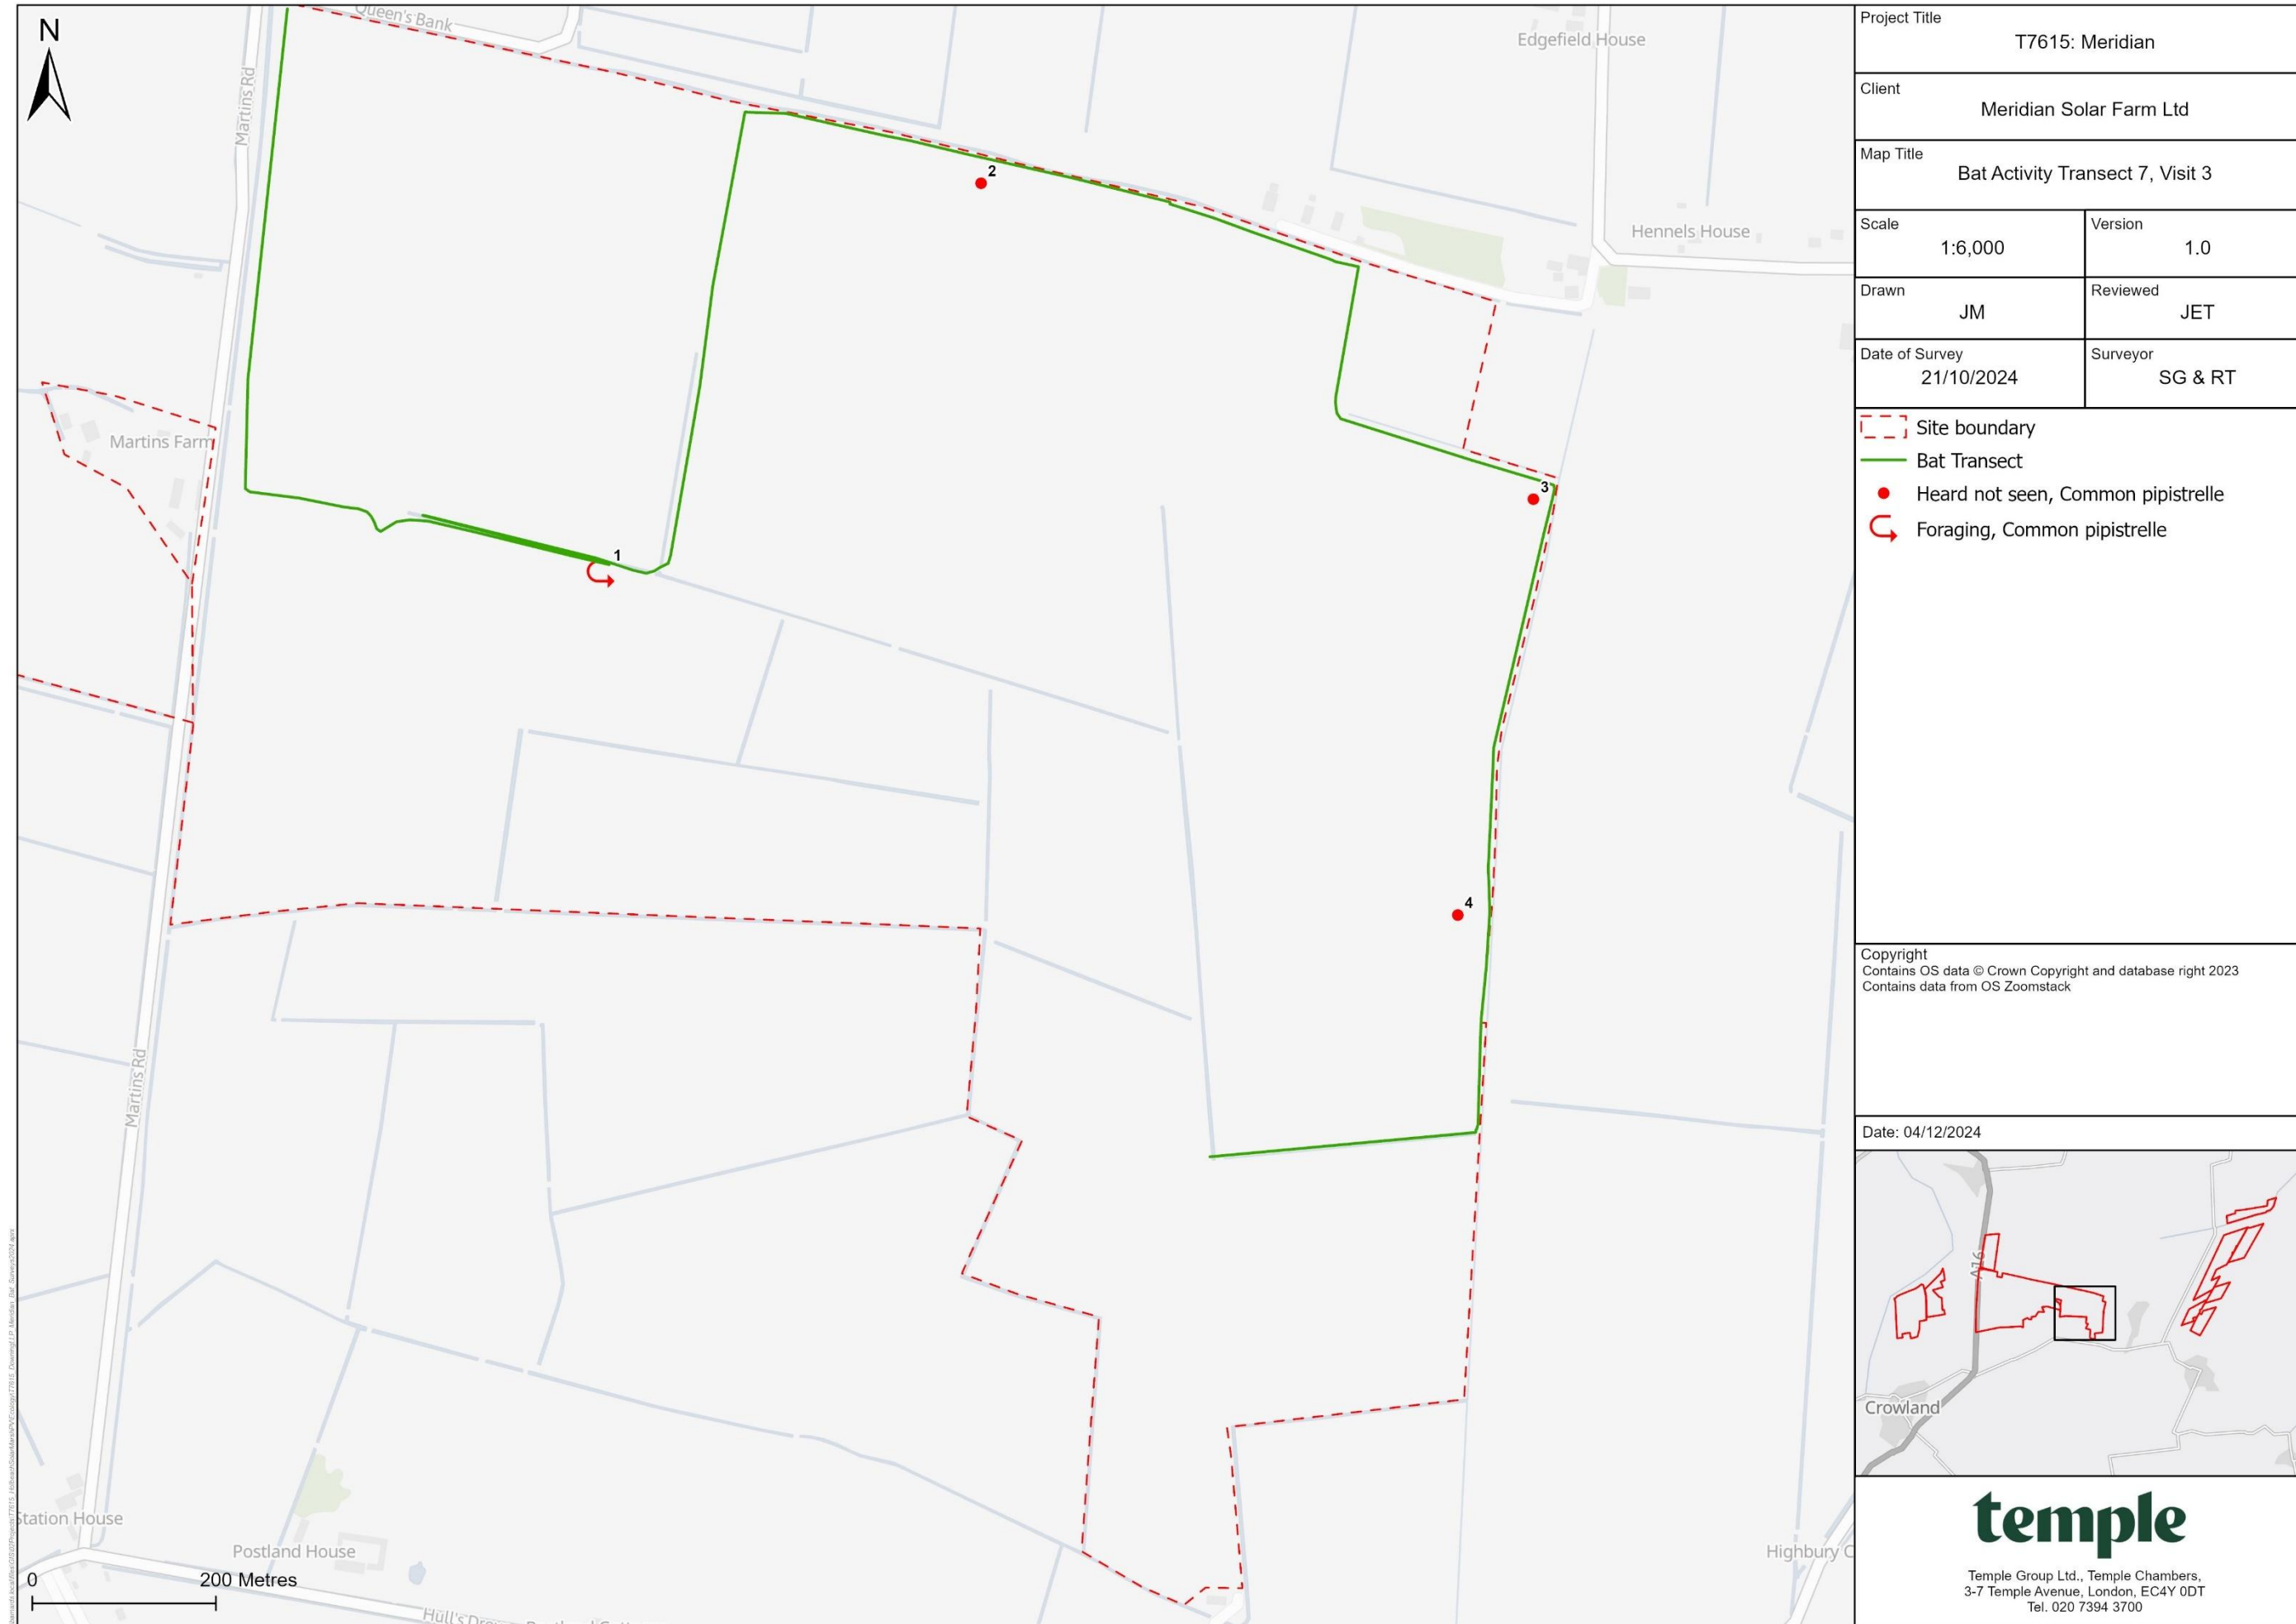 N
Queen's Bank
Martins Rd
Edgefield House
Hennels House
Martins Farm
1
2
3
4
Martins Rd
Station House
Postland House
Highbury C
0 200 Metres
Hull's Dro
Project Title
T7615: Meridian
Client
Meridian Solar Farm Ltd
Map Title
Bat Activity Transect 7, Visit 3
Scale
1:6,000
Version
1.0
Drawn
JM
Reviewed
JET
Date of Survey
21/10/2024
Surveyor
SG & RT
Site boundary
Bat Transect
Heard not seen, Common pipistrelle
Foraging, Common pipistrelle
Copyright
Contains OS data © Crown Copyright and database right 2023
Contains data from OS Zoomstack
Date: 04/12/2024
A16
Crowland
temple
Temple Group Ltd., Temple Chambers,
3-7 Temple Avenue, London, EC4Y 0DT
Tel. 020 7394 3700